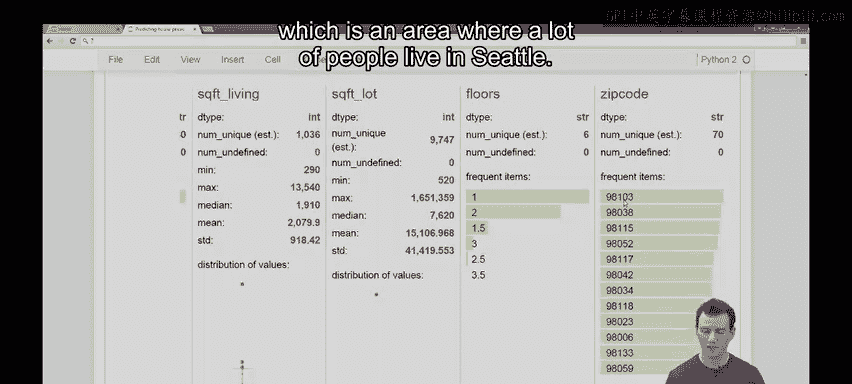 which is an area where a lot
of people live in Seattle.
Predicting house prices
File Edit View Insert Cell
Python 2
sqft_living
dtype: int
num_unique (est.): 1,036
num_undefined: 0
min: 290
max: 13,540
median: 1,910
mean: 2,079.9
std: 918.42
distribution of values:
sqft_lot
dtype: int
num_unique (est.): 9,747
num_undefined: 0
min: 520
max: 1,651,359
median: 7,620
mean: 15,106.968
std: 41,419.553
distribution of values:
floors
dtype: str
num_unique (est.): 6
num_undefined: 0
frequent items:
1
2
1.5
3
2.5
3.5
zipcode
dtype: str
num_unique (est.): 70
num_undefined: 0
frequent items:
98103
98038
98115
98052
98117
98042
98034
98118
98023
98006
98133
98059